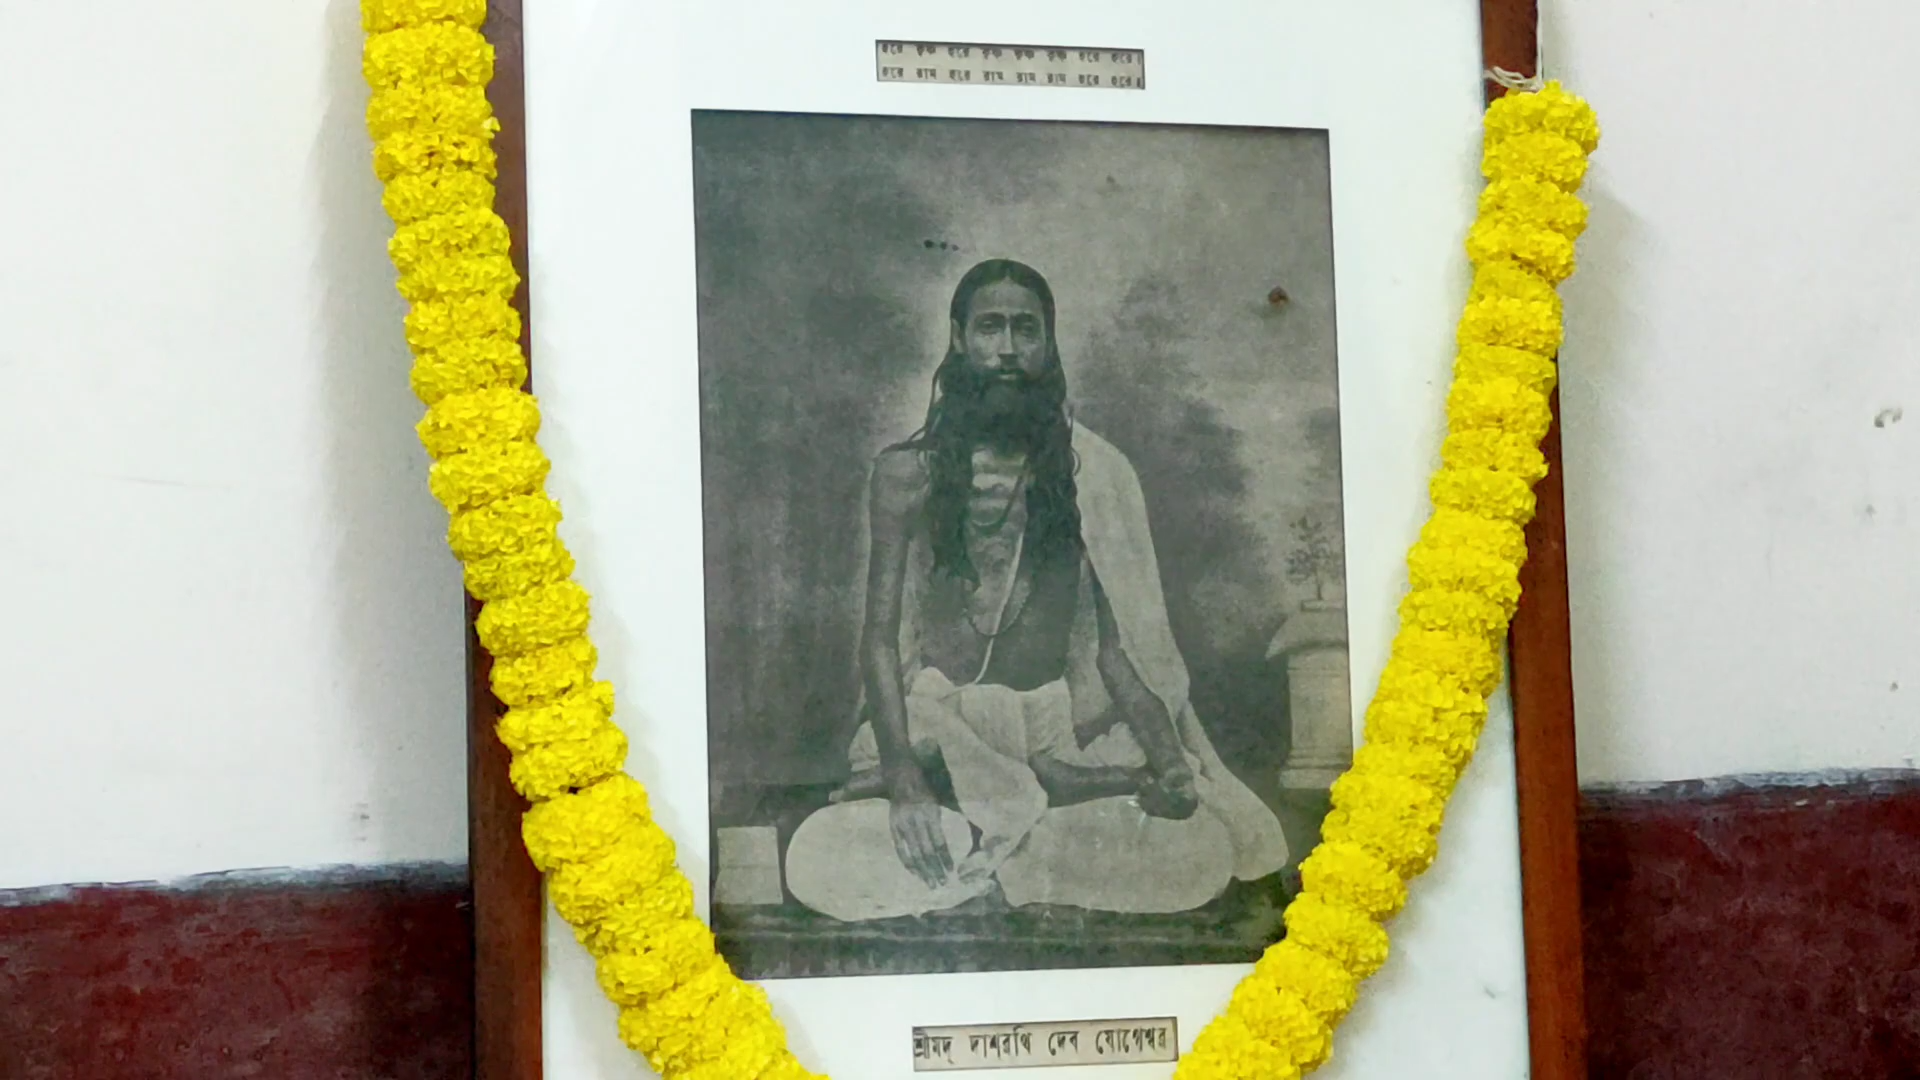 হরে কৃষ্ণ হরে কৃষ্ণ কৃষ্ণ কৃষ্ণ হরে হরে।
হরে রাম হরে রাম রাম রাম হরে হরে॥
শ্রীমদ্ দাশরথি দেব যোগেশ্বর